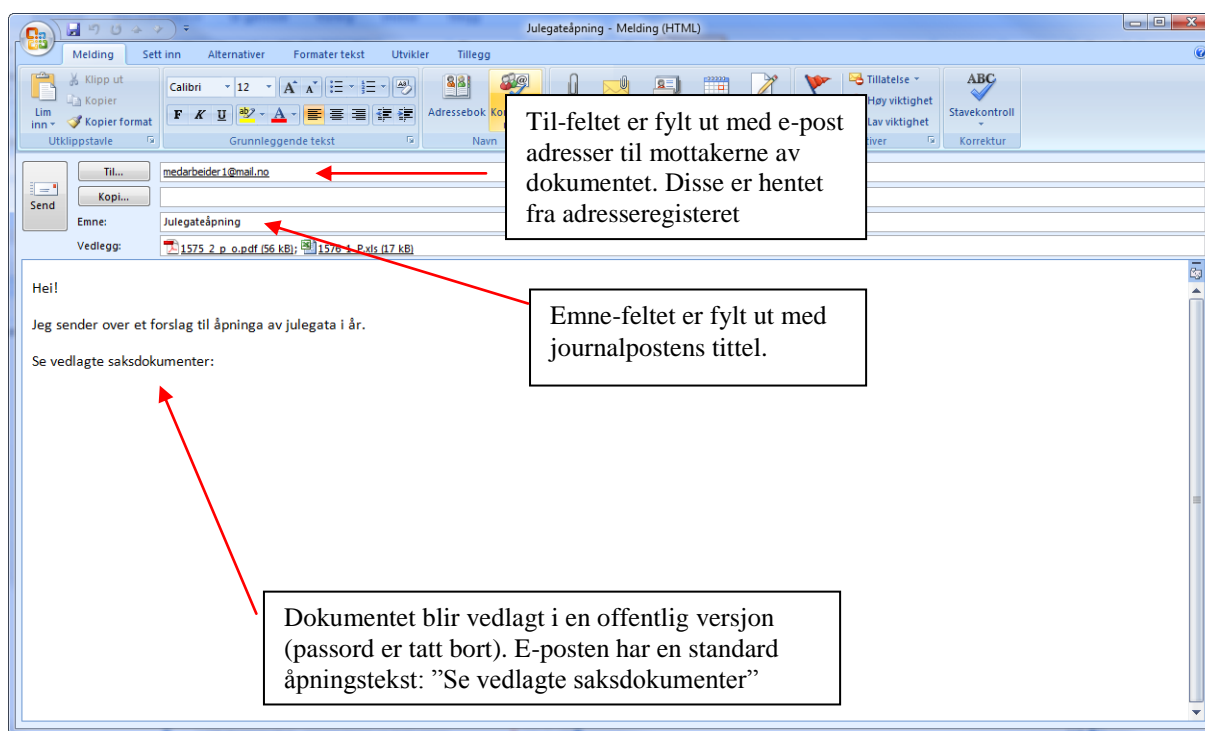 Julegateåpning - Melding (HTML)
Melding Sett inn Alternativer Formater tekst Utvikler Tillegg
Lim inn
Klipp ut
Kopier
Kopier format
Utklippstavle
Calibri 12
F K U
Grunnleggende tekst
Adressebok
Navn
Tillatelse
Høy viktighet
Lav viktighet
ABC
Stavekontroll
Korrektur
Til-feltet er fylt ut med e-post
adresser til mottakerne av
dokumentet. Disse er hentet
fra adresseregisteret
Send
Til... medarbeider1@mail.no
Kopi...
Emne: Julegateåpning
Vedlegg: 1575_2_p_o.pdf (56 kB); 1576_1_P.xls (17 kB)
Hei!
Jeg sender over et forslag til åpninga av julegata i år.
Se vedlagte saksdokumenter:
Emne-feltet er fylt ut med
journalpostens tittel.
Dokumentet blir vedlagt i en offentlig versjon
(passord er tatt bort). E-posten har en standard
åpningstekst: ”Se vedlagte saksdokumenter”